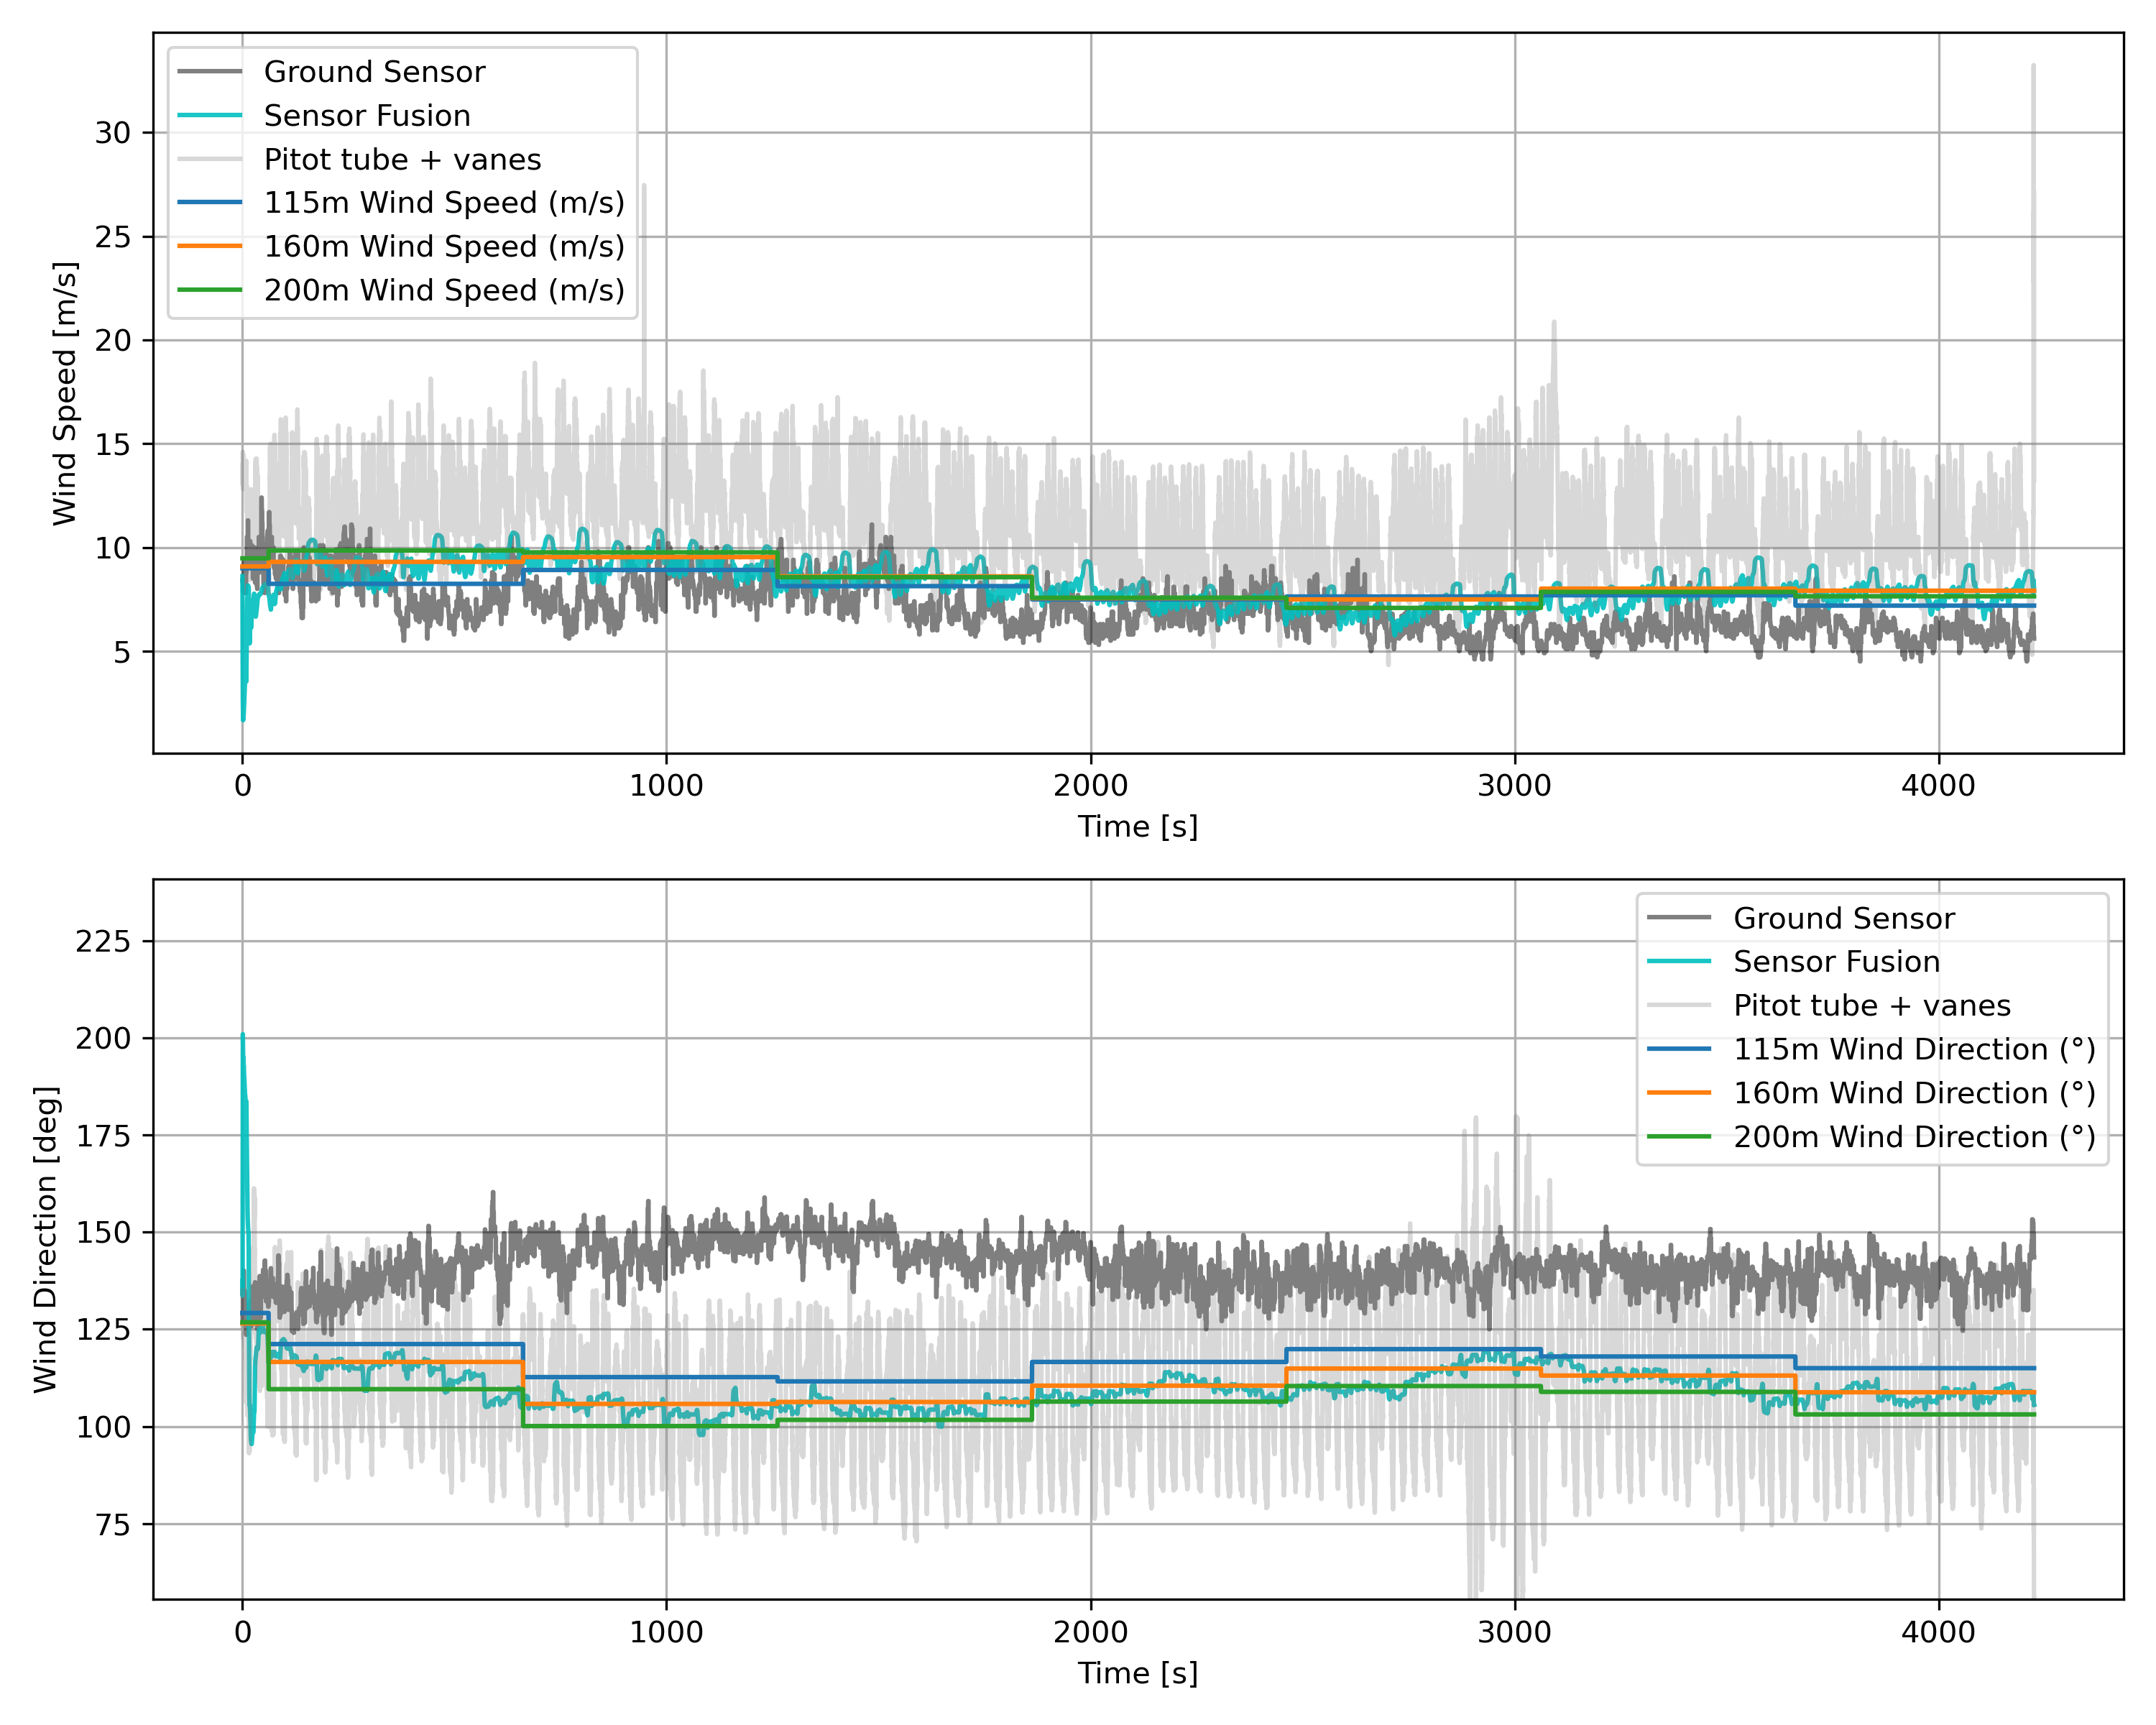 Ground Sensor
Sensor Fusion
Pitot tube + vanes
115m Wind Speed (m/s)
160m Wind Speed (m/s)
200m Wind Speed (m/s)
Wind Speed [m/s]
30
25
20
15
10
5
0 1000 2000 3000 4000
Time [s]
Ground Sensor
Sensor Fusion
Pitot tube + vanes
115m Wind Direction (°)
160m Wind Direction (°)
200m Wind Direction (°)
Wind Direction [deg]
225
200
175
150
125
100
75
0 1000 2000 3000 4000
Time [s]